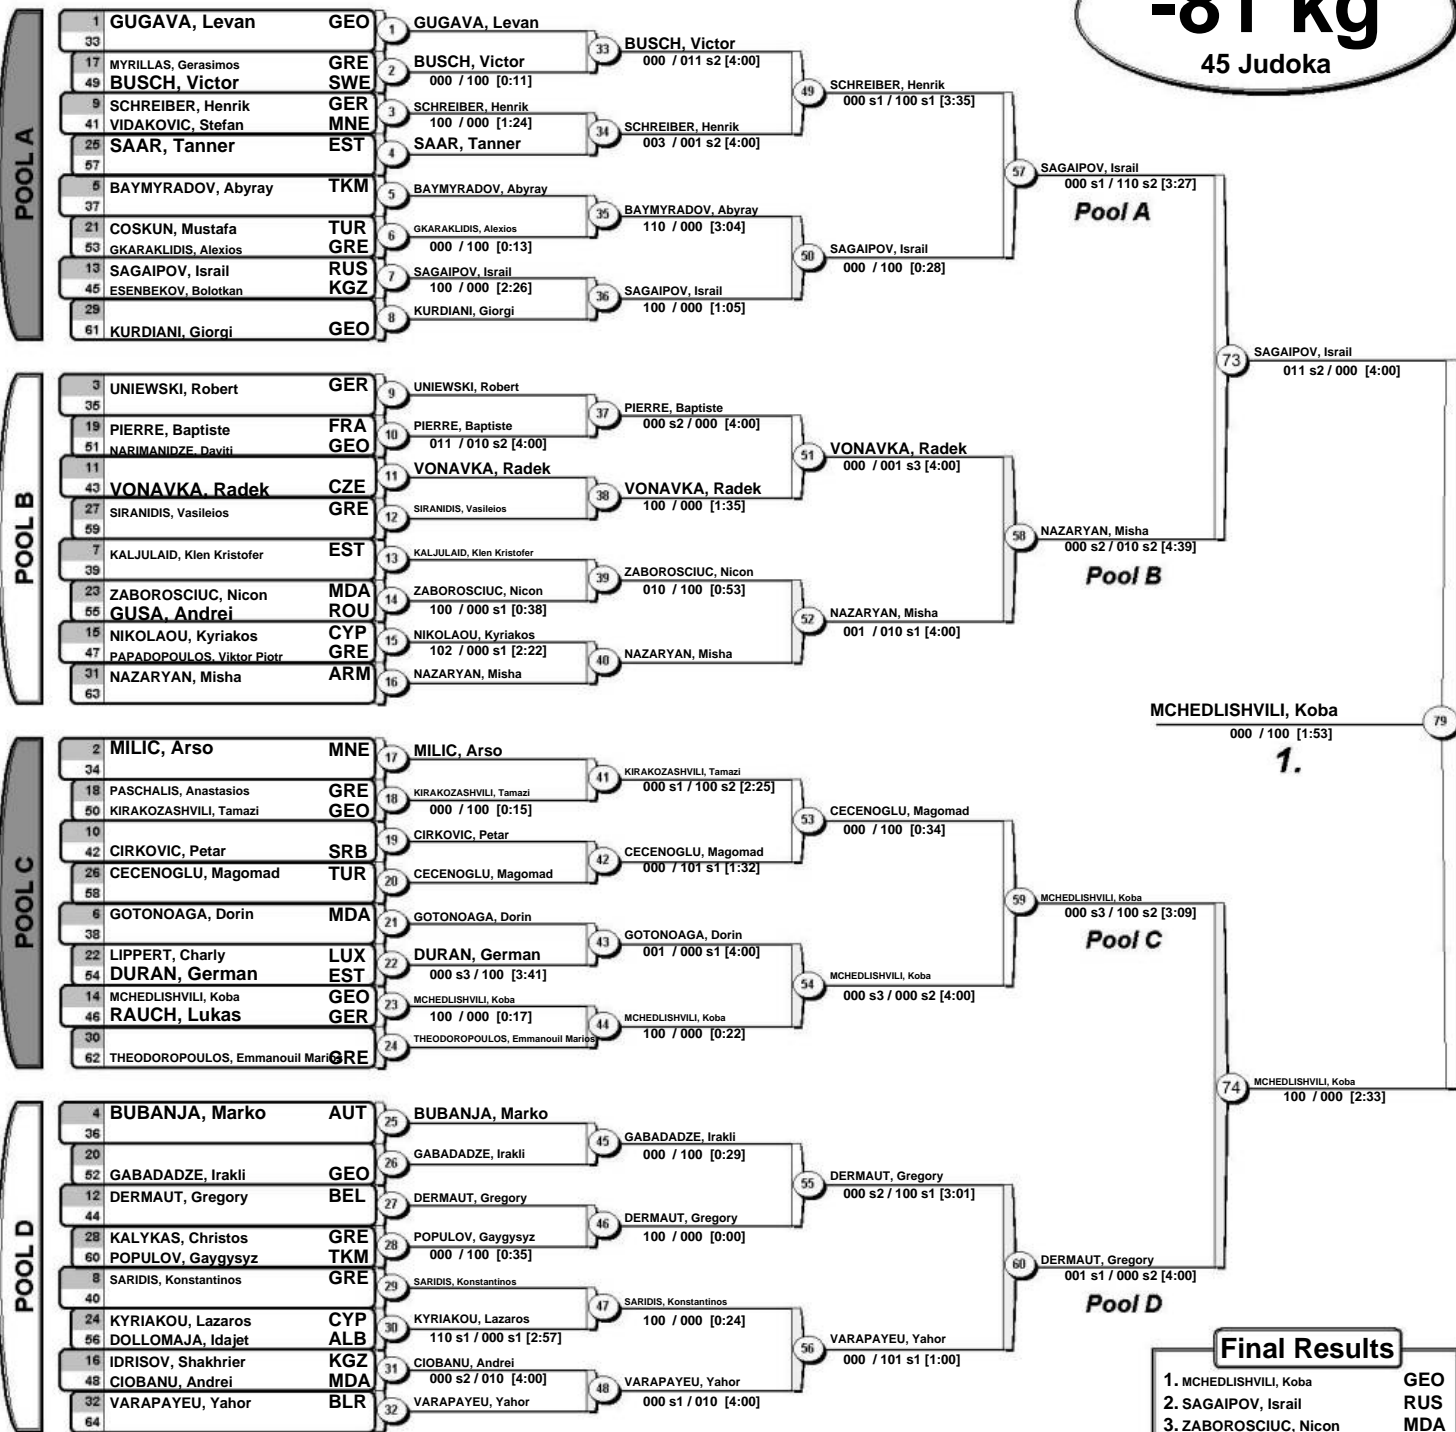 -81 kg
45 Judoka
POOL A
1 GUGAVA, Levan GEO
33
17 MYRILLAS, Gerasimos GRE
49 BUSCH, Victor SWE
9 SCHREIBER, Henrik GER
41 VIDAKOVIC, Stefan MNE
25 SAAR, Tanner EST
57
5 BAYMYRADOV, Abyray TKM
37
21 COSKUN, Mustafa TUR
53 GKARAKLIDIS, Alexios GRE
13 SAGAIPOV, Israil RUS
45 ESENBEKOV, Bolotkan KGZ
29
61 KURDIANI, Giorgi GEO
1 GUGAVA, Levan
2 BUSCH, Victor
000 / 100 [0:11]
3 SCHREIBER, Henrik
100 / 000 [1:24]
4 SAAR, Tanner
5 BAYMYRADOV, Abyray
6 GKARAKLIDIS, Alexios
000 / 100 [0:13]
7 SAGAIPOV, Israil
100 / 000 [2:26]
8 KURDIANI, Giorgi
33 BUSCH, Victor
000 / 011 s2 [4:00]
34 SCHREIBER, Henrik
003 / 001 s2 [4:00]
35 BAYMYRADOV, Abyray
110 / 000 [3:04]
36 SAGAIPOV, Israil
100 / 000 [1:05]
49 SCHREIBER, Henrik
000 s1 / 100 s1 [3:35]
50 SAGAIPOV, Israil
000 / 100 [0:28]
57 SAGAIPOV, Israil
000 s1 / 110 s2 [3:27]
Pool A
POOL B
3 UNIEWSKI, Robert GER
35
19 PIERRE, Baptiste FRA
51 NARIMANIDZE, Daviti GEO
11
43 VONAVKA, Radek CZE
27 SIRANIDIS, Vasileios GRE
59
7 KALJULAID, Klen Kristofer EST
39
23 ZABOROSCIUC, Nicon MDA
55 GUSA, Andrei ROU
15 NIKOLAOU, Kyriakos CYP
47 PAPADOPOULOS, Viktor Piotr GRE
31 NAZARYAN, Misha ARM
63
9 UNIEWSKI, Robert
10 PIERRE, Baptiste
011 / 010 s2 [4:00]
11 VONAVKA, Radek
12 SIRANIDIS, Vasileios
13 KALJULAID, Klen Kristofer
14 ZABOROSCIUC, Nicon
100 / 000 s1 [0:38]
15 NIKOLAOU, Kyriakos
102 / 000 s1 [2:22]
16 NAZARYAN, Misha
37 PIERRE, Baptiste
000 s2 / 000 [4:00]
38 VONAVKA, Radek
100 / 000 [1:35]
39 ZABOROSCIUC, Nicon
010 / 100 [0:53]
40 NAZARYAN, Misha
51 VONAVKA, Radek
000 / 001 s3 [4:00]
52 NAZARYAN, Misha
001 / 010 s1 [4:00]
58 NAZARYAN, Misha
000 s2 / 010 s2 [4:39]
Pool B
73 SAGAIPOV, Israil
011 s2 / 000 [4:00]
MCHEDLISHVILI, Koba 79
000 / 100 [1:53]
1.
POOL C
2 MILIC, Arso MNE
34
18 PASCHALIS, Anastasios GRE
50 KIRAKOZASHVILI, Tamazi GEO
10
42 CIRKOVIC, Petar SRB
26 CECENOGLU, Magomad TUR
58
6 GOTONOAGA, Dorin MDA
38
22 LIPPERT, Charly LUX
54 DURAN, German EST
14 MCHEDLISHVILI, Koba GEO
46 RAUCH, Lukas GER
30
62 THEODOROPOULOS, Emmanouil Marios GRE
17 MILIC, Arso
18 KIRAKOZASHVILI, Tamazi
000 / 100 [0:15]
19 CIRKOVIC, Petar
20 CECENOGLU, Magomad
21 GOTONOAGA, Dorin
22 DURAN, German
000 s3 / 100 [3:41]
23 MCHEDLISHVILI, Koba
100 / 000 [0:17]
24 THEODOROPOULOS, Emmanouil Marios
41 KIRAKOZASHVILI, Tamazi
000 s1 / 100 s2 [2:25]
42 CECENOGLU, Magomad
000 / 101 s1 [1:32]
43 GOTONOAGA, Dorin
001 / 000 s1 [4:00]
44 MCHEDLISHVILI, Koba
100 / 000 [0:22]
53 CECENOGLU, Magomad
000 / 100 [0:34]
54 MCHEDLISHVILI, Koba
000 s3 / 000 s2 [4:00]
59 MCHEDLISHVILI, Koba
000 s3 / 100 s2 [3:09]
Pool C
74 MCHEDLISHVILI, Koba
100 / 000 [2:33]
POOL D
4 BUBANJA, Marko AUT
36
20
52 GABADADZE, Irakli GEO
12 DERMAUT, Gregory BEL
44
28 KALYKAS, Christos GRE
60 POPULOV, Gaygysyz TKM
8 SARIDIS, Konstantinos GRE
40
24 KYRIAKOU, Lazaros CYP
56 DOLLOMAJA, Idajet ALB
16 IDRISOV, Shakhrier KGZ
48 CIOBANU, Andrei MDA
32 VARAPAYEU, Yahor BLR
64
25 BUBANJA, Marko
26 GABADADZE, Irakli
27 DERMAUT, Gregory
28 POPULOV, Gaygysyz
000 / 100 [0:35]
29 SARIDIS, Konstantinos
30 KYRIAKOU, Lazaros
110 s1 / 000 s1 [2:57]
31 CIOBANU, Andrei
000 s2 / 010 [4:00]
32 VARAPAYEU, Yahor
45 GABADADZE, Irakli
000 / 100 [0:29]
46 DERMAUT, Gregory
100 / 000 [0:00]
47 SARIDIS, Konstantinos
100 / 000 [0:24]
48 VARAPAYEU, Yahor
000 s1 / 010 [4:00]
55 DERMAUT, Gregory
000 s2 / 100 s1 [3:01]
56 VARAPAYEU, Yahor
000 / 101 s1 [1:00]
60 DERMAUT, Gregory
001 s1 / 000 s2 [4:00]
Pool D
Final Results
1. MCHEDLISHVILI, Koba GEO
2. SAGAIPOV, Israil RUS
3. ZABOROSCIUC, Nicon MDA